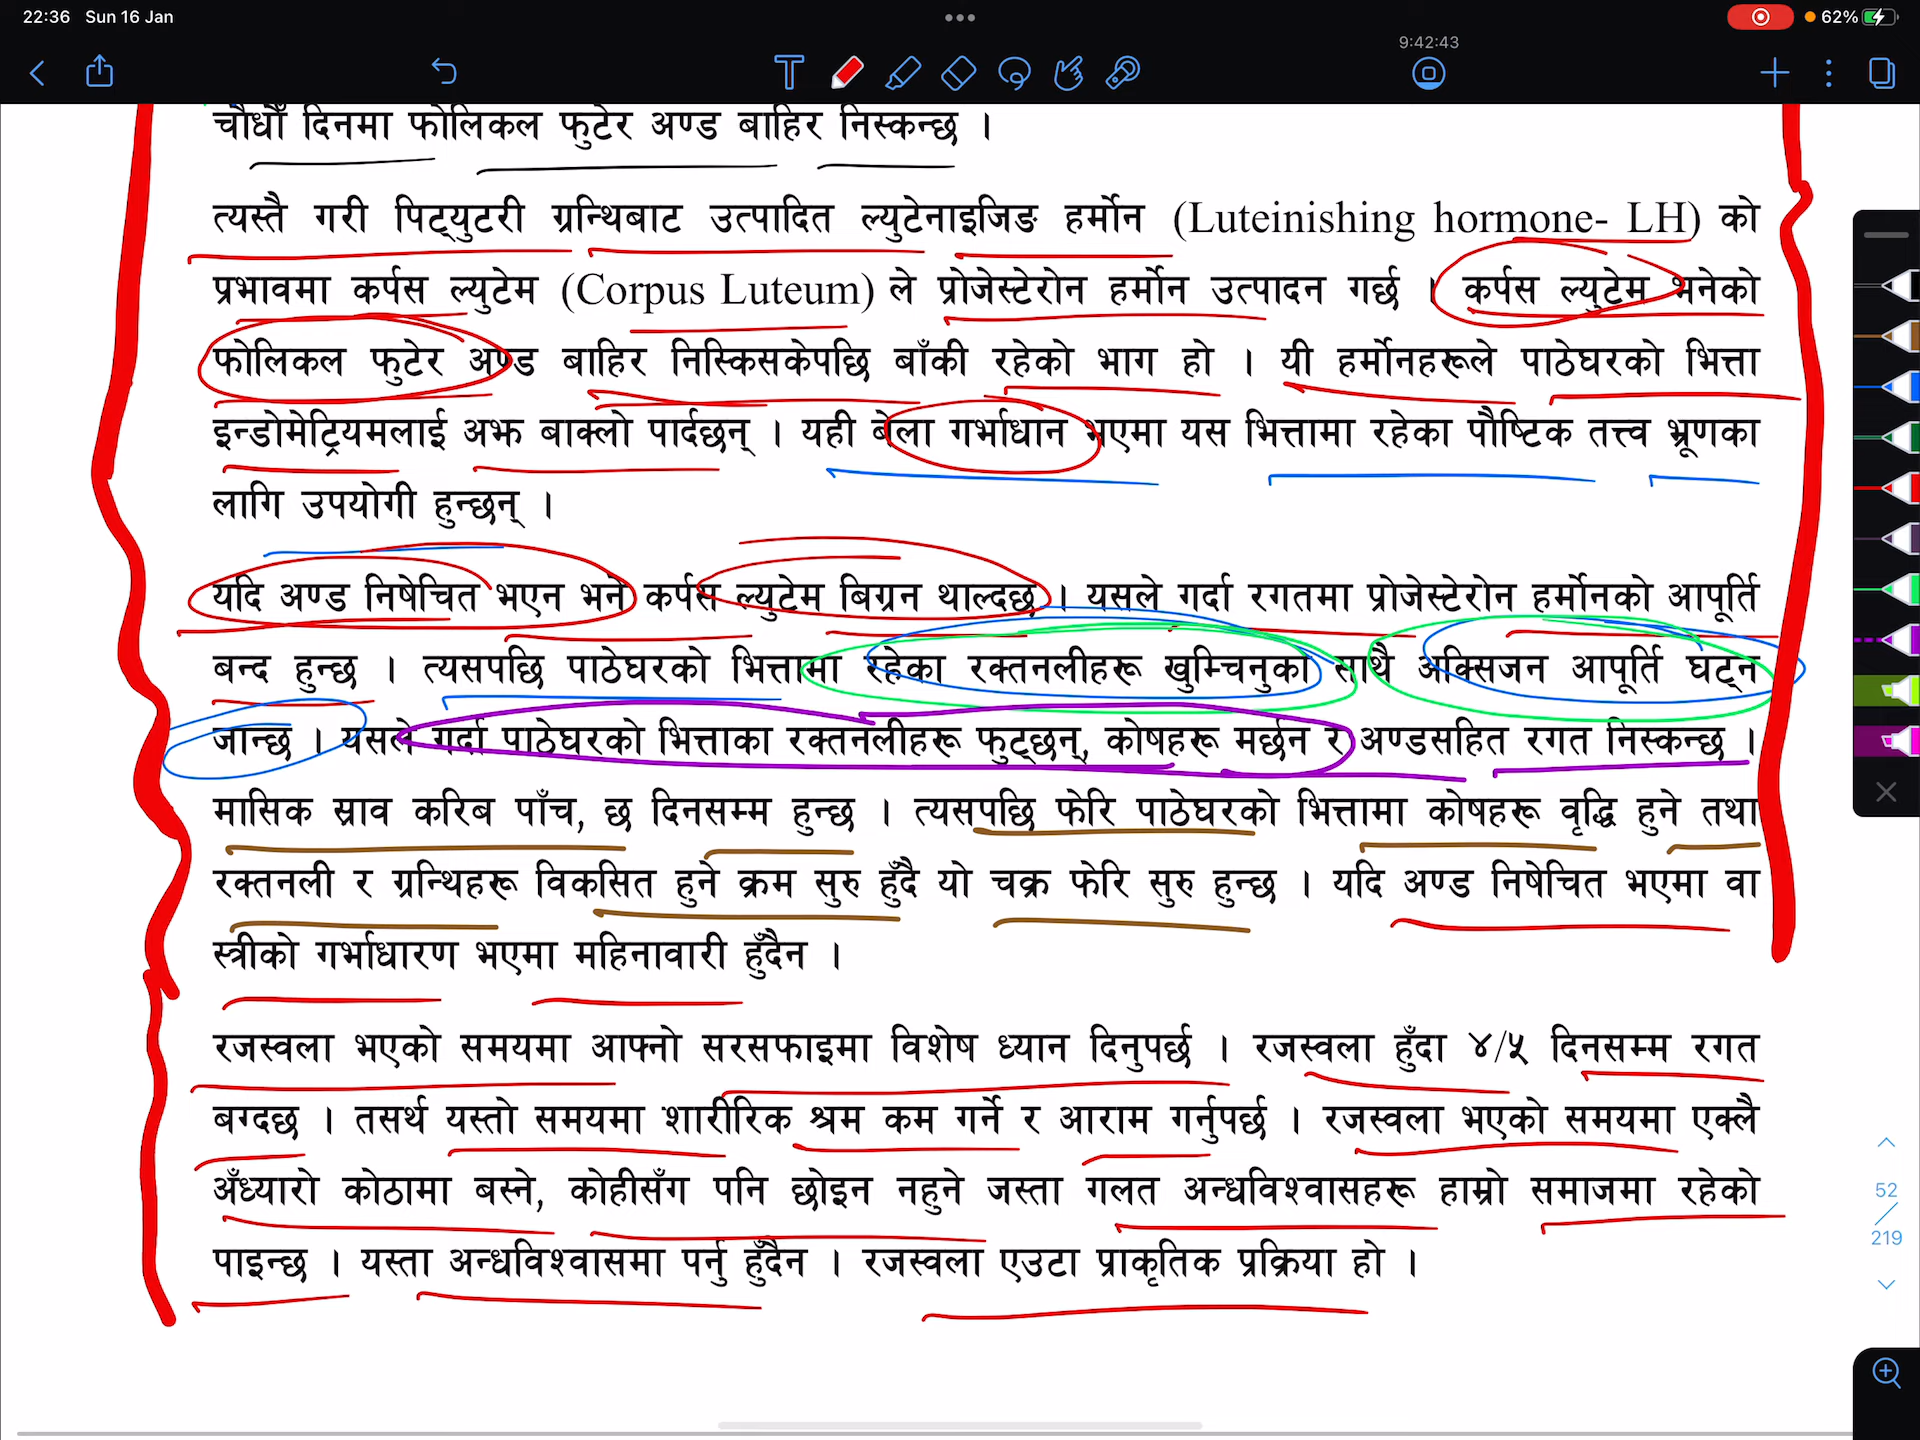 22:36 Sun 16 Jan
62%
9:42:43
चौधौँ दिनमा फोलिकल फुटेर अण्ड बाहिर निस्कन्छ ।
त्यस्तै गरी पिट्युटरी ग्रन्थिबाट उत्पादित ल्युटेनाइजिङ हर्मोन (Luteinishing hormone- LH) को
प्रभावमा कर्पस ल्युटेम (Corpus Luteum) ले प्रोजेस्टेरोन हर्मोन उत्पादन गर्छ । कर्पस ल्युटेम भनेको
फोलिकल फुटेर अण्ड बाहिर निस्किसकेपछि बाँकी रहेको भाग हो । यी हर्मोनहरूले पाठेघरको भित्ता
इन्डोमेट्रियमलाई अझ बाक्लो पार्दछन् । यही बेला गर्भाधान भएमा यस भित्तामा रहेका पौष्टिक तत्त्व भ्रूणका
लागि उपयोगी हुन्छन् ।
यदि अण्ड निषेचित भएन भने कर्पस ल्युटेम बिग्रन थाल्दछ । यसले गर्दा रगतमा प्रोजेस्टेरोन हर्मोनको आपूर्ति
बन्द हुन्छ । त्यसपछि पाठेघरको भित्तामा रहेका रक्तनलीहरू खुम्चिनुका साथै अक्सिजन आपूर्ति घट्न
जान्छ । यसले गर्दा पाठेघरको भित्ताका रक्तनलीहरू फुट्छन्, कोषहरू मर्छन र अण्डसहित रगत निस्कन्छ ।
मासिक स्राव करिब पाँच, छ दिनसम्म हुन्छ । त्यसपछि फेरि पाठेघरको भित्तामा कोषहरू वृद्धि हुने तथा
रक्तनली र ग्रन्थिहरू विकसित हुने क्रम सुरु हुँदै यो चक्र फेरि सुरु हुन्छ । यदि अण्ड निषेचित भएमा वा
स्त्रीको गर्भाधारण भएमा महिनावारी हुँदैन ।
रजस्वला भएको समयमा आफ्नो सरसफाइमा विशेष ध्यान दिनुपर्छ । रजस्वला हुँदा ४/५ दिनसम्म रगत
बग्दछ । तसर्थ यस्तो समयमा शारीरिक श्रम कम गर्ने र आराम गर्नुपर्छ । रजस्वला भएको समयमा एक्लै
अँध्यारो कोठामा बस्ने, कोहीसँग पनि छोइन नहुने जस्ता गलत अन्धविश्वासहरू हाम्रो समाजमा रहेको
पाइन्छ । यस्ता अन्धविश्वासमा पर्नु हुँदैन । रजस्वला एउटा प्राकृतिक प्रक्रिया हो ।
52
/
219